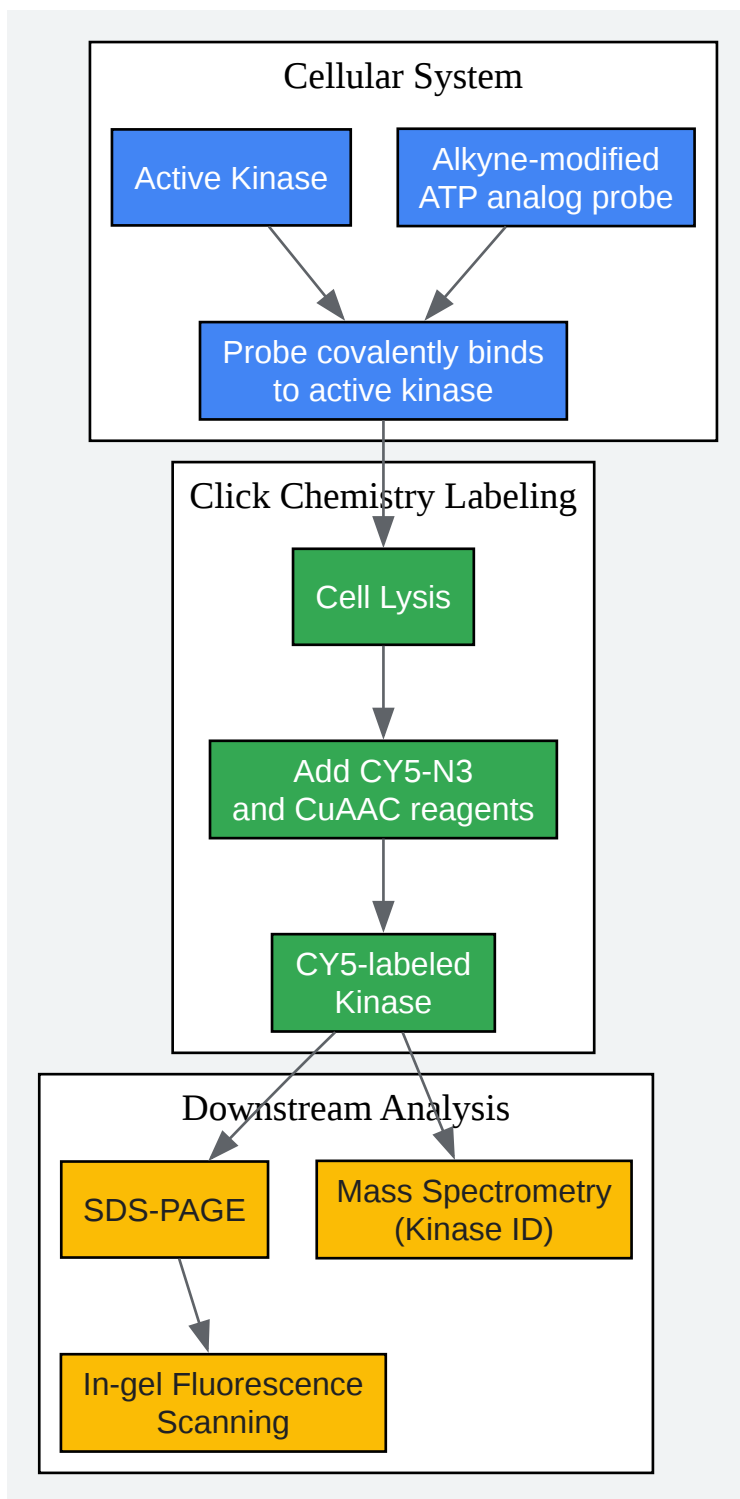 Cellular System
Active Kinase
Alkyne-modified
ATP analog probe
Probe covalently binds
to active kinase
Click Chemistry Labeling
Cell Lysis
Add CY5-N3
and CuAAC reagents
CY5-labeled
Kinase
Downstream Analysis
SDS-PAGE
Mass Spectrometry
(Kinase ID)
In-gel Fluorescence
Scanning